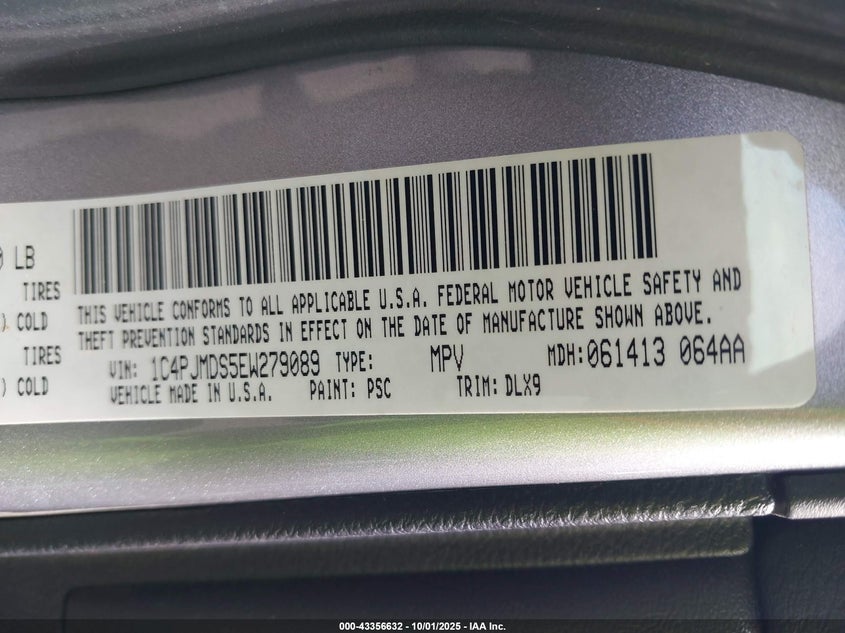 0 LB
TIRES
) COLD
TIRES
) COLD
THIS VEHICLE CONFORMS TO ALL APPLICABLE U.S.A. FEDERAL MOTOR VEHICLE SAFETY AND
THEFT PREVENTION STANDARDS IN EFFECT ON THE DATE OF MANUFACTURE SHOWN ABOVE.
VIN: 1C4PJMDS5EW279089 TYPE: MPV MDH:061413 064AA
VEHICLE MADE IN U.S.A. PAINT: PSC TRIM: DLX9
000-43356632 - 10/01/2025 - IAA Inc.